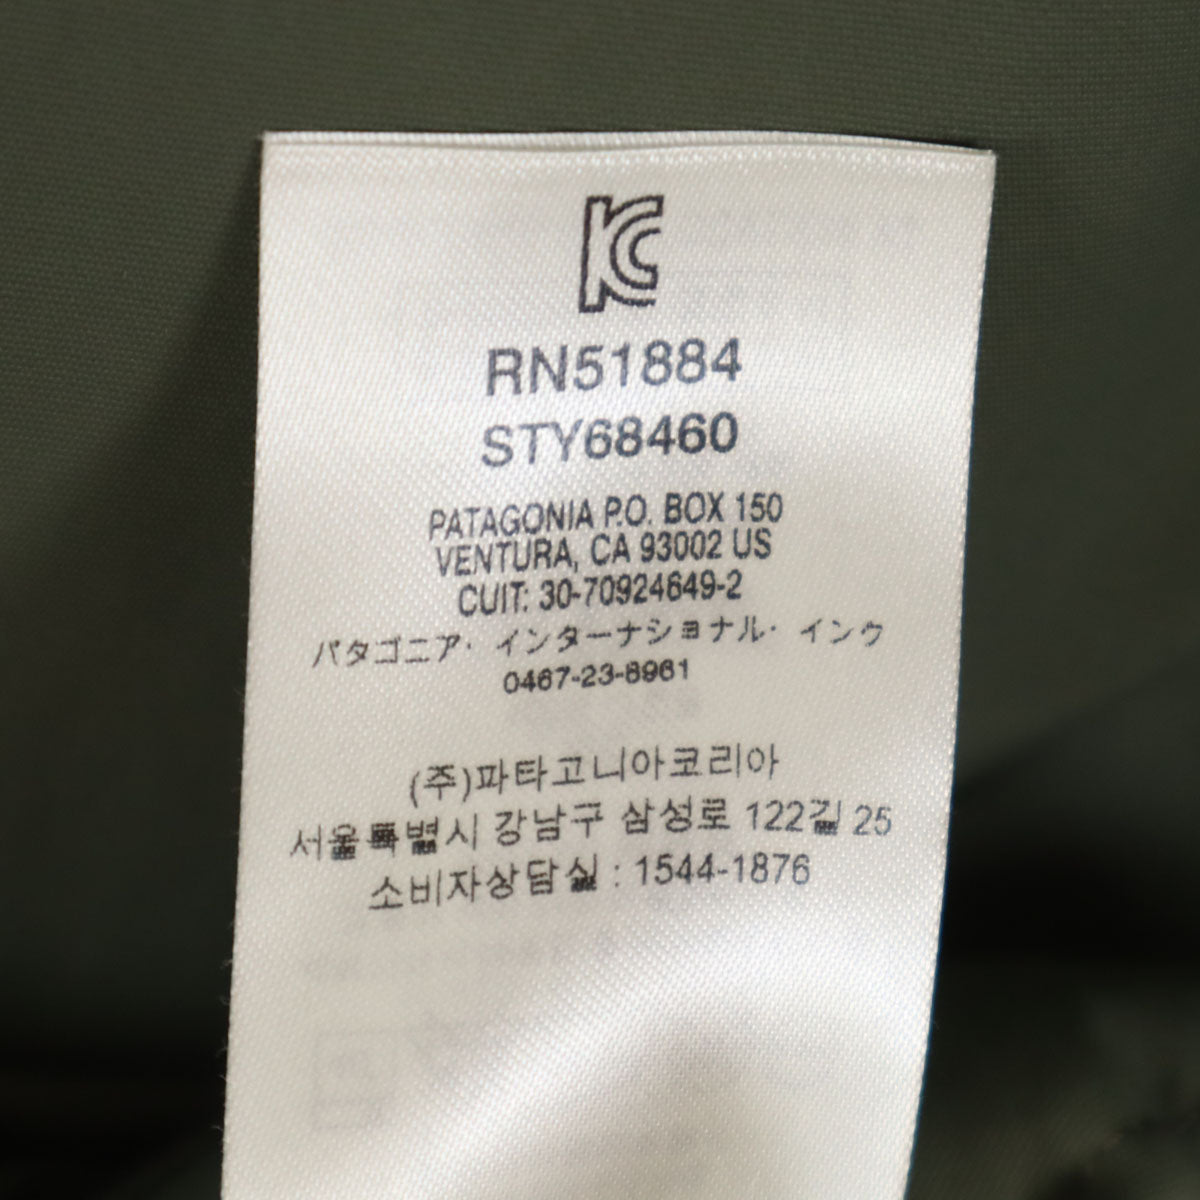 KC
RN51884
STY68460
PATAGONIA P.O. BOX 150
VENTURA, CA 93002 US
CUIT: 30-70924649-2
パタゴニア・インターナショナル・インク
0467-23-8961
(주)파타고니아코리아
서울특별시 강남구 삼성로 122길 25
소비자상담실 : 1544-1876